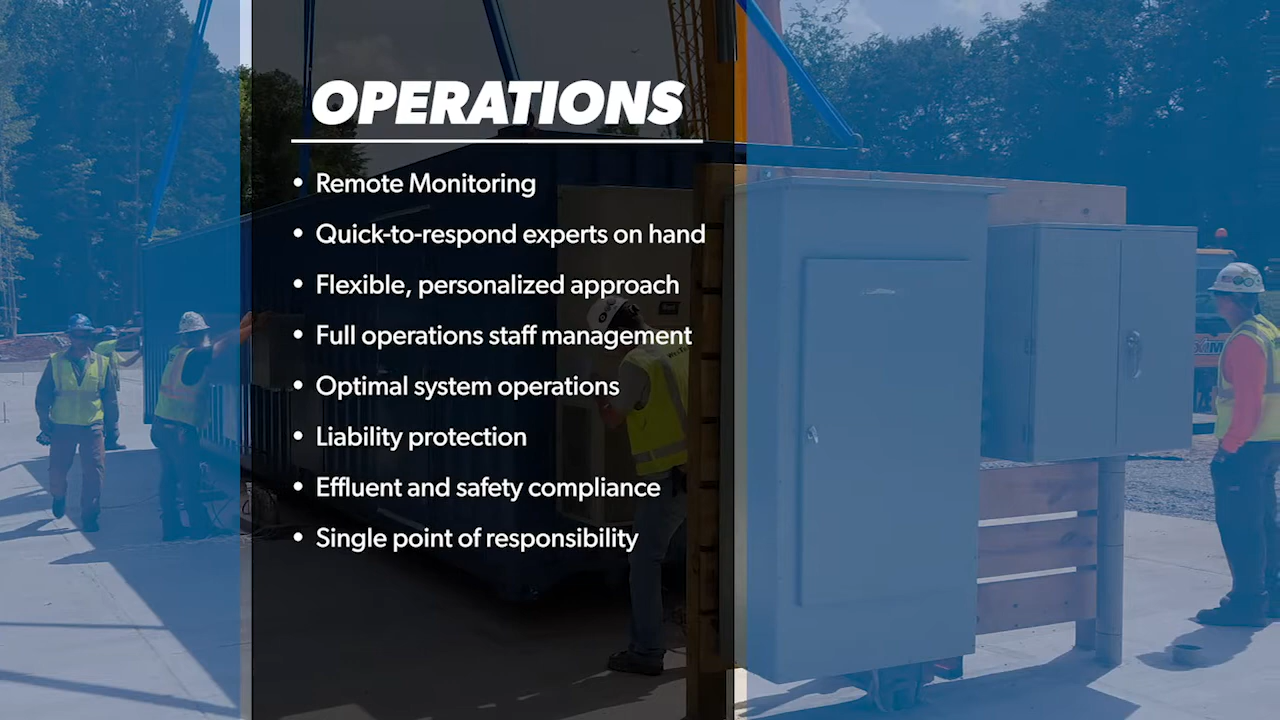 OPERATIONS
• Remote Monitoring
• Quick-to-respond experts on hand
• Flexible, personalized approach
• Full operations staff management
• Optimal system operations
• Liability protection
• Effluent and safety compliance
• Single point of responsibility